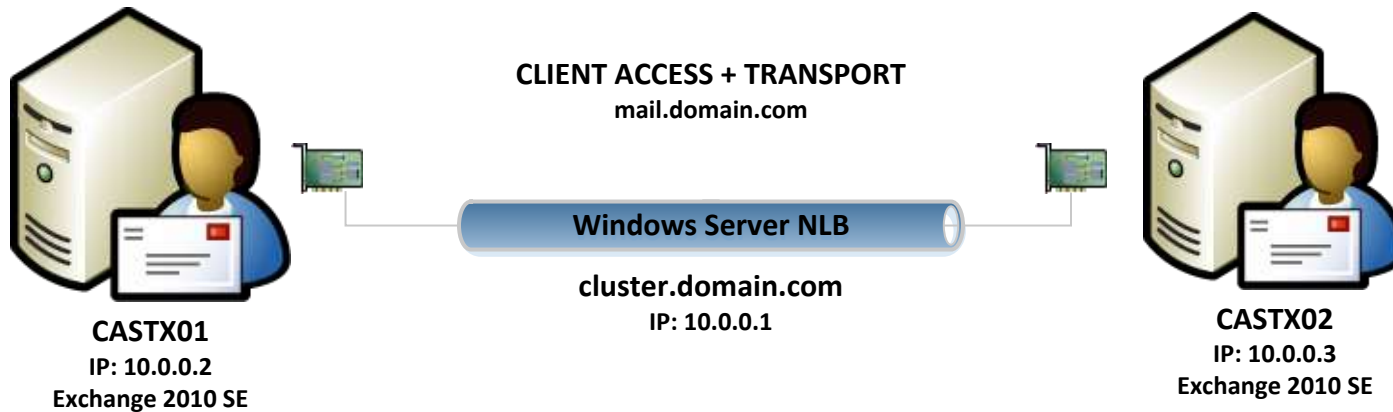 CLIENT ACCESS + TRANSPORT
mail.domain.com
Windows Server NLB
cluster.domain.com
IP: 10.0.0.1
CASTX01
IP: 10.0.0.2
Exchange 2010 SE
CASTX02
IP: 10.0.0.3
Exchange 2010 SE